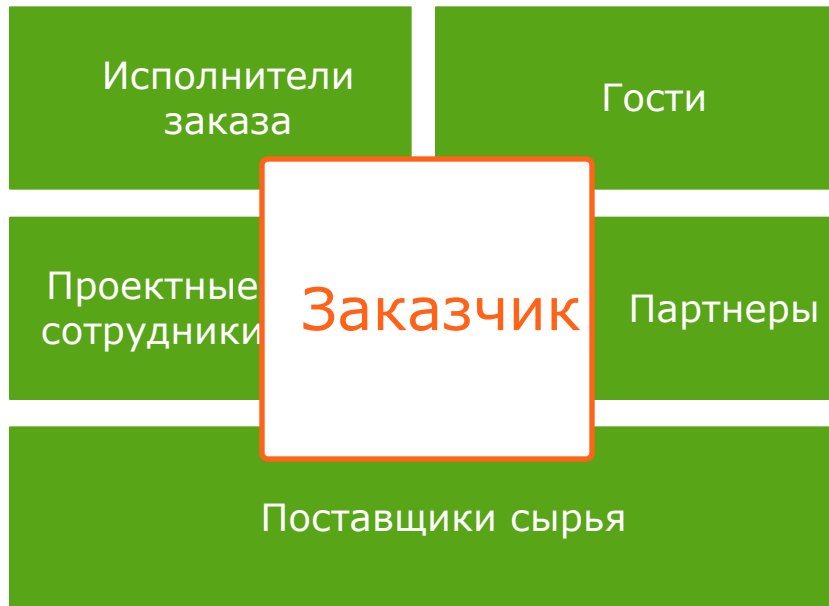 Исполнители
заказа
Гости
Проектные
сотрудники
Заказчик
Партнеры
Поставщики сырья